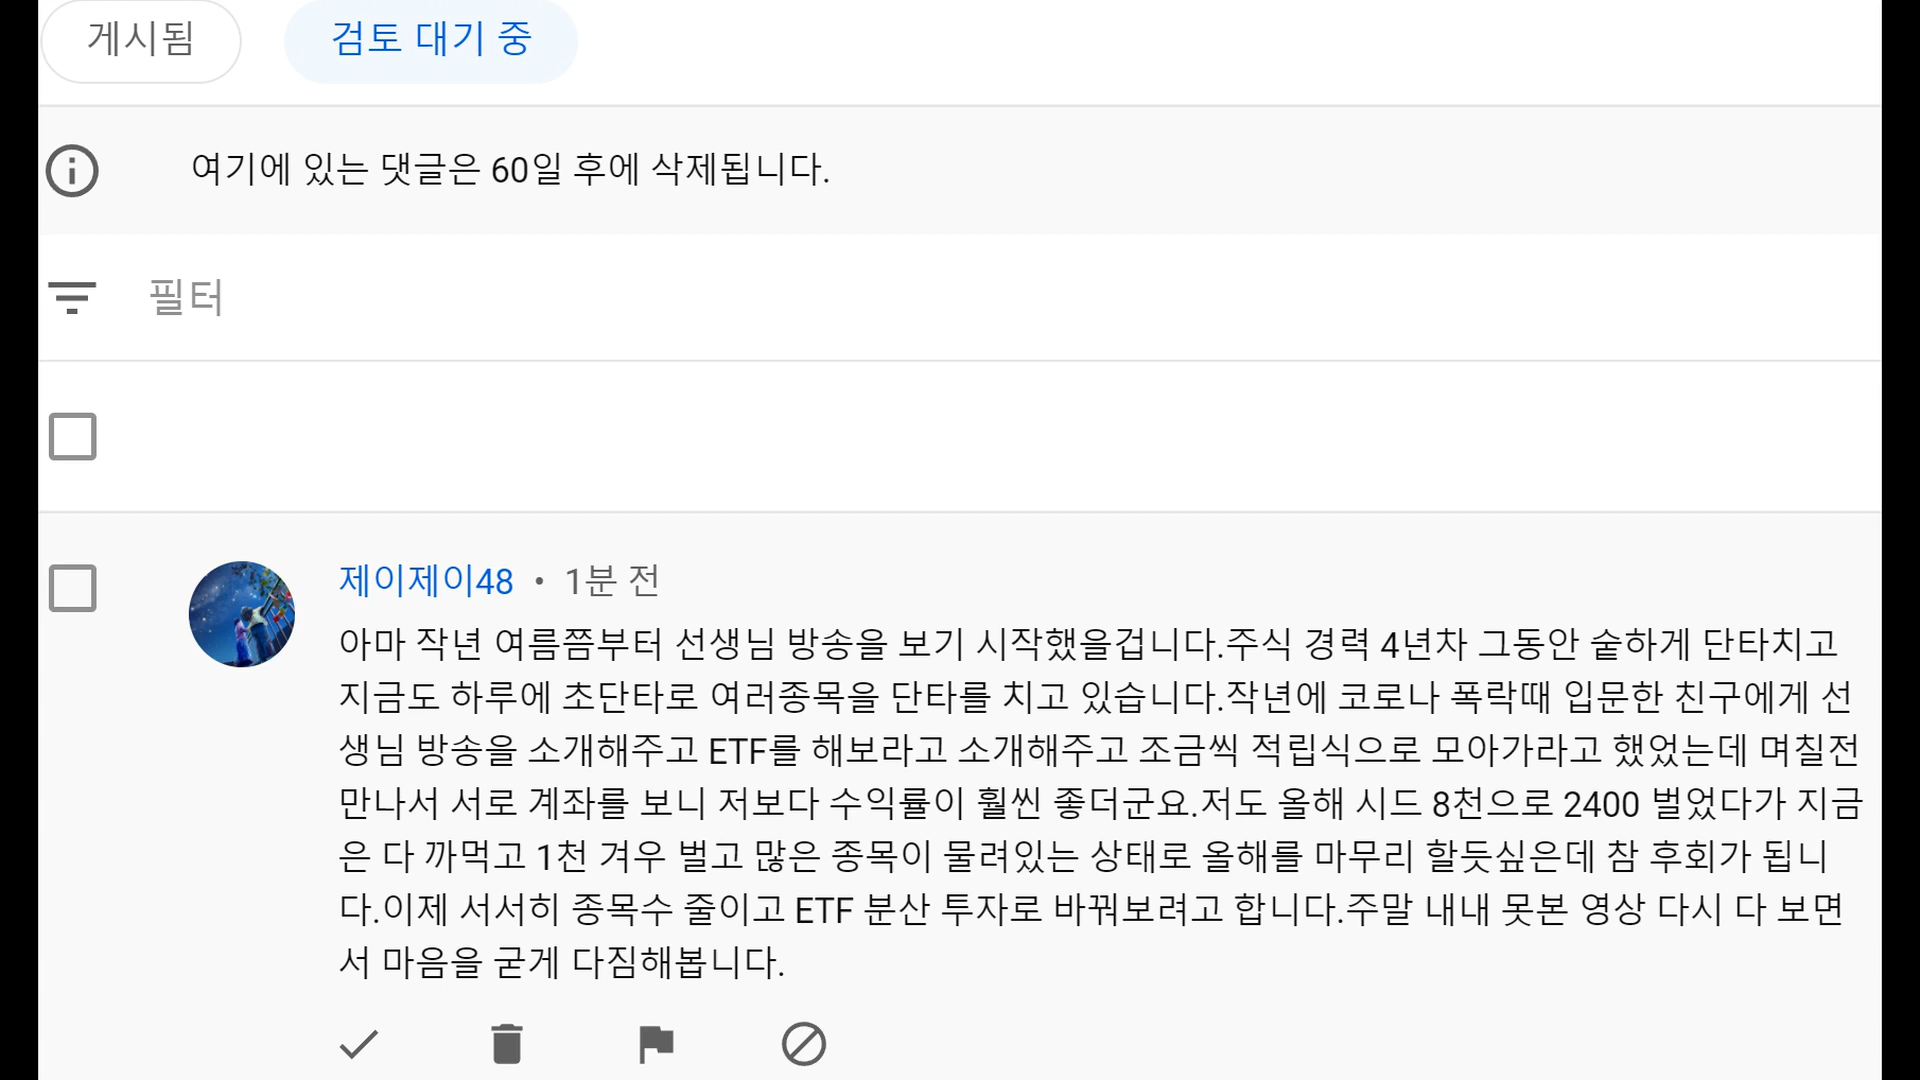 게시됨
검토 대기 중
여기에 있는 댓글은 60일 후에 삭제됩니다.
필터
제이제이48 • 1분 전
아마 작년 여름쯤부터 선생님 방송을 보기 시작했을겁니다.주식 경력 4년차 그동안 숱하게 단타치고
지금도 하루에 초단타로 여러종목을 단타를 치고 있습니다.작년에 코로나 폭락때 입문한 친구에게 선
생님 방송을 소개해주고 ETF를 해보라고 소개해주고 조금씩 적립식으로 모아가라고 했었는데 며칠전
만나서 서로 계좌를 보니 저보다 수익률이 훨씬 좋더군요.저도 올해 시드 8천으로 2400 벌었다가 지금
은 다 까먹고 1천 겨우 벌고 많은 종목이 물려있는 상태로 올해를 마무리 할듯싶은데 참 후회가 됩니
다.이제 서서히 종목수 줄이고 ETF 분산 투자로 바꿔보려고 합니다.주말 내내 못본 영상 다시 다 보면
서 마음을 굳게 다짐해봅니다.